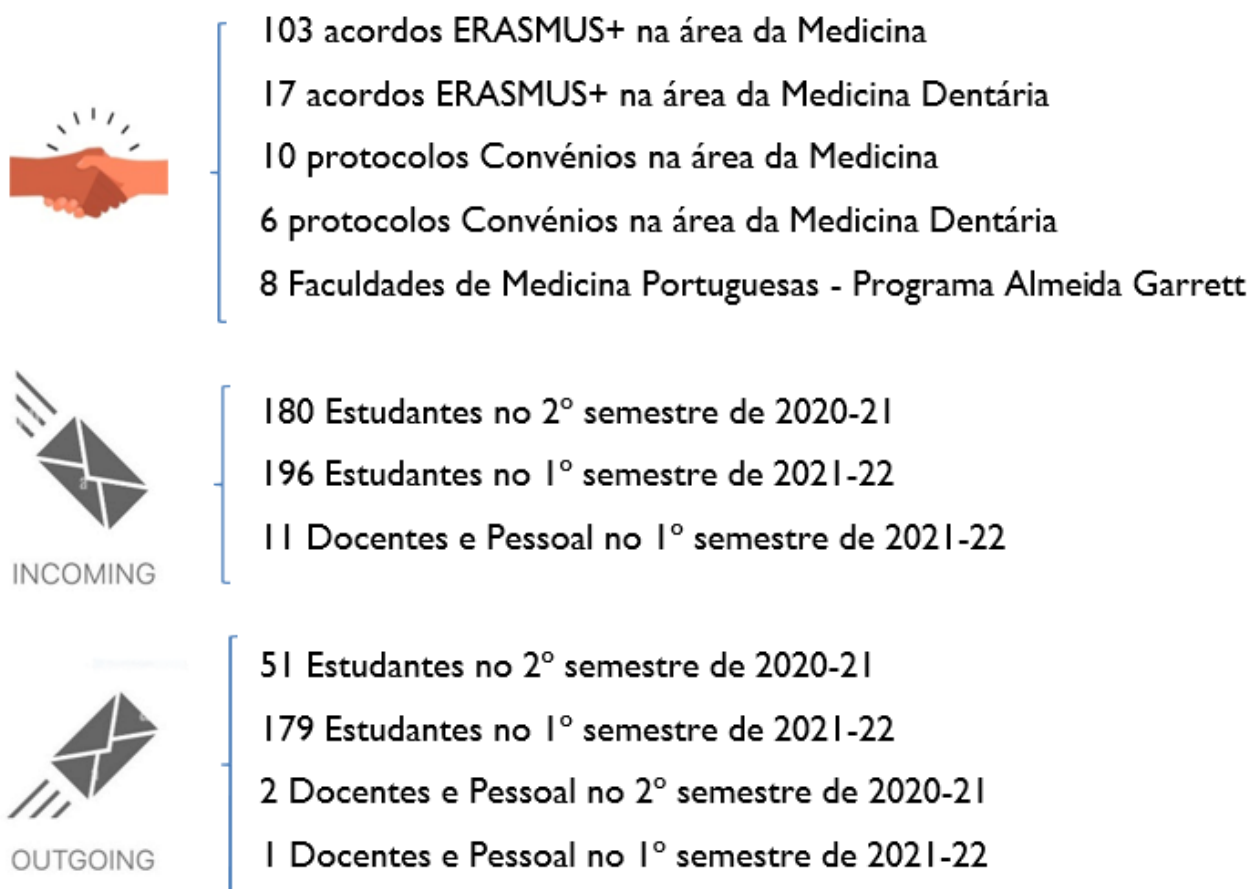 103 acordos ERASMUS+ na área da Medicina
17 acordos ERASMUS+ na área da Medicina Dentária
10 protocolos Convénios na área da Medicina
6 protocolos Convénios na área da Medicina Dentária
8 Faculdades de Medicina Portuguesas - Programa Almeida Garrett
INCOMING
180 Estudantes no 2º semestre de 2020-21
196 Estudantes no 1º semestre de 2021-22
11 Docentes e Pessoal no 1º semestre de 2021-22
OUTGOING
51 Estudantes no 2º semestre de 2020-21
179 Estudantes no 1º semestre de 2021-22
2 Docentes e Pessoal no 2º semestre de 2020-21
1 Docentes e Pessoal no 1º semestre de 2021-22